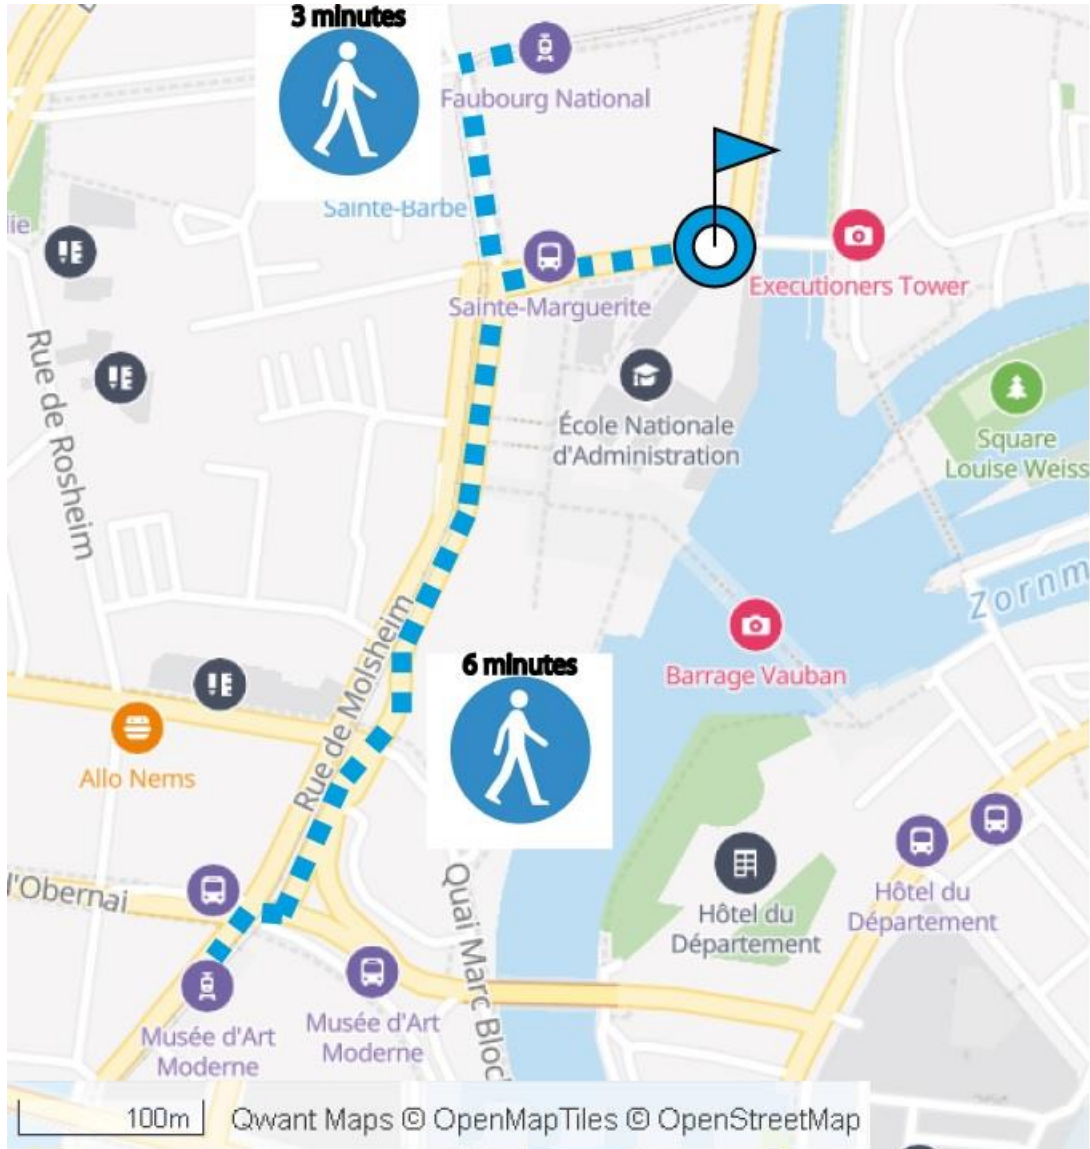 3 minutes
Faubourg National
Sainte-Barbe
lie
Executioners Tower
Sainte-Marguerite
Rue de Rosheim
École Nationale
d'Administration
Square
Louise Weiss
Zornm
Rue de Molsheim
6 minutes
Barrage Vauban
Allo Nems
l'Obernai
Quai Marc Bloc
Hôtel du
Département
Hôtel du
Département
Musée d'Art
Moderne
Musée d'Art
Moderne
100m
Qwant Maps © OpenMapTiles © OpenStreetMap